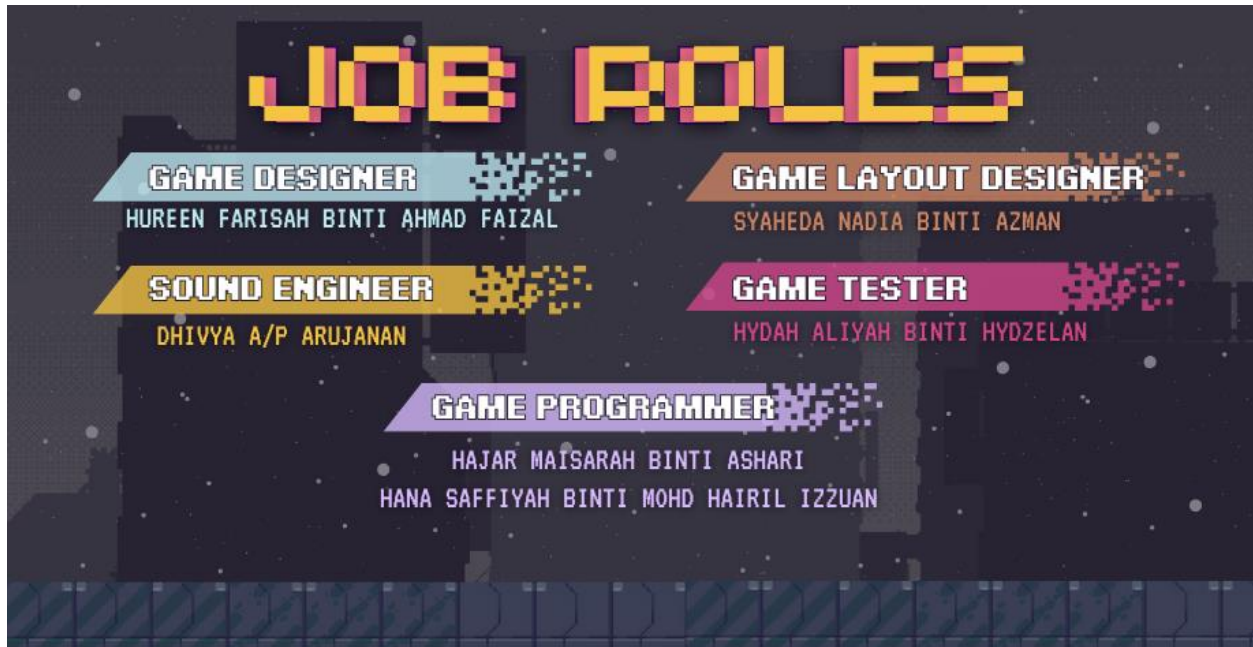 JOB ROLES
GAME DESIGNER
HUREEN FARISAH BINTI AHMAD FAIZAL
GAME LAYOUT DESIGNER
SYAHEDA NADIA BINTI AZMAN
SOUND ENGINEER
DHIVYA A/P ARUJANAN
GAME TESTER
HYDAH ALIYAH BINTI HYDZELAN
GAME PROGRAMMER
HAJAR MAISARAH BINTI ASHARI
HANA SAFFIYAH BINTI MOHD HAIRIL IZZUAN